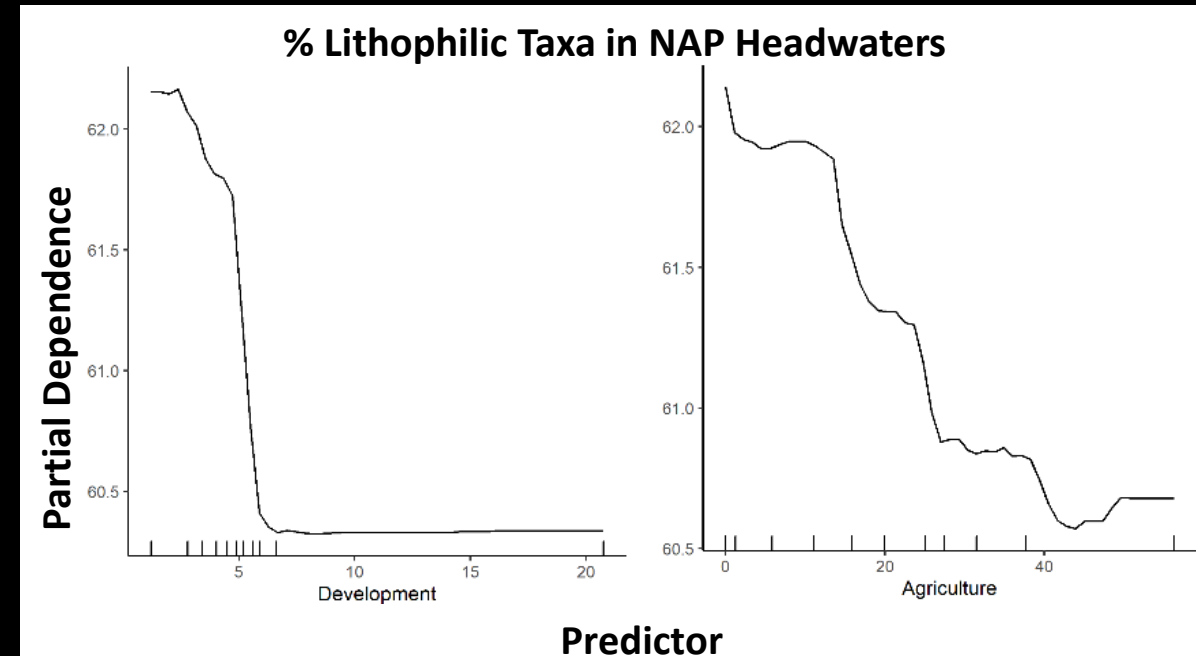 % Lithophilic Taxa in NAP Headwaters
Partial Dependence
62.0
61.5
61.0
60.5
5 10 15 20
Development
62.0
61.5
61.0
60.5
0 20 40
Agriculture
Predictor